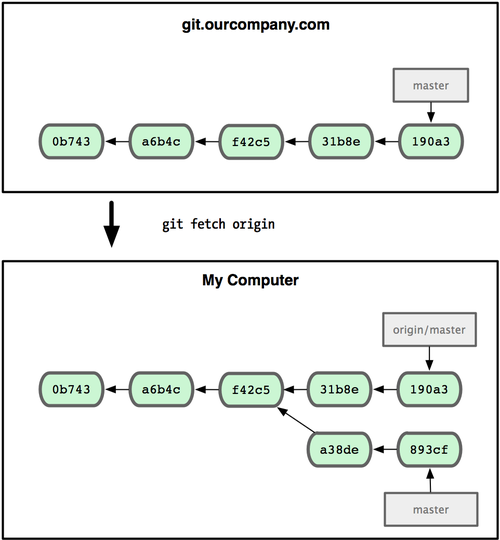 git.ourcompany.com
master
0b743 a6b4c f42c5 31b8e 190a3
git fetch origin
My Computer
origin/master
0b743 a6b4c f42c5 31b8e 190a3
a38de 893cf
master